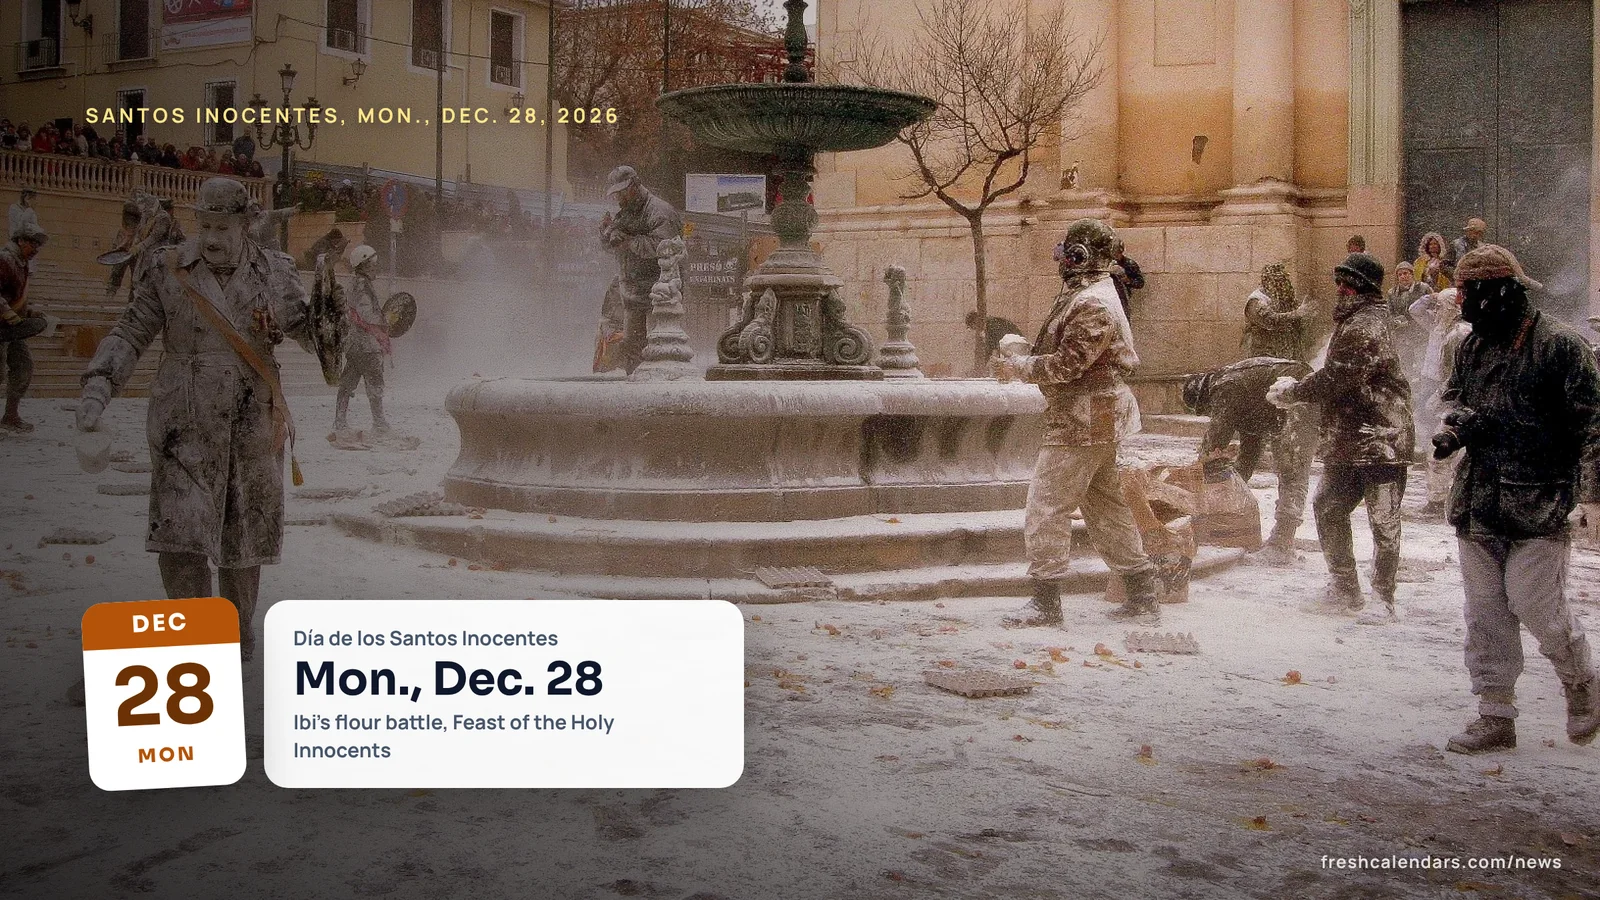 SANTOS INOCENTES, MON., DEC. 28, 2026
DEC
28
MON
Día de los Santos Inocentes
Mon., Dec. 28
Ibi's flour battle, Feast of the Holy
Innocents
freshcalendars.com/news